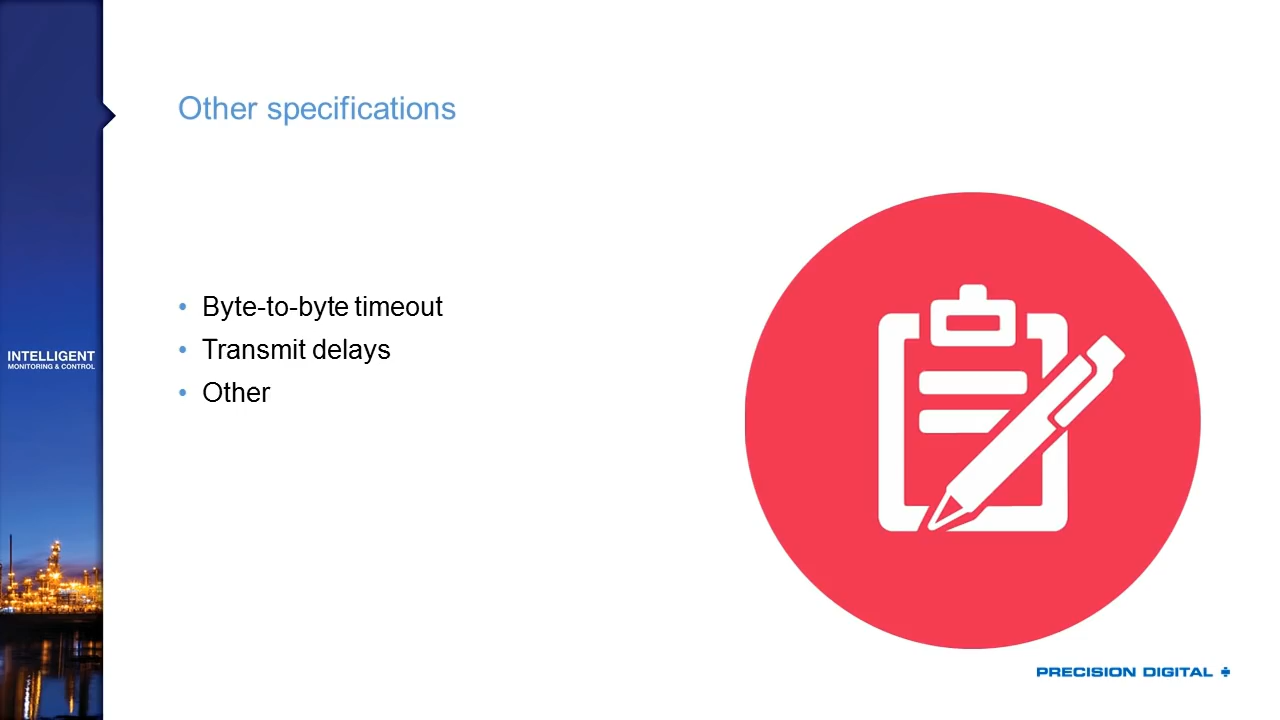 Other specifications
• Byte-to-byte timeout
• Transmit delays
• Other
INTELLIGENT
MONITORING & CONTROL
PRECISION DIGITAL